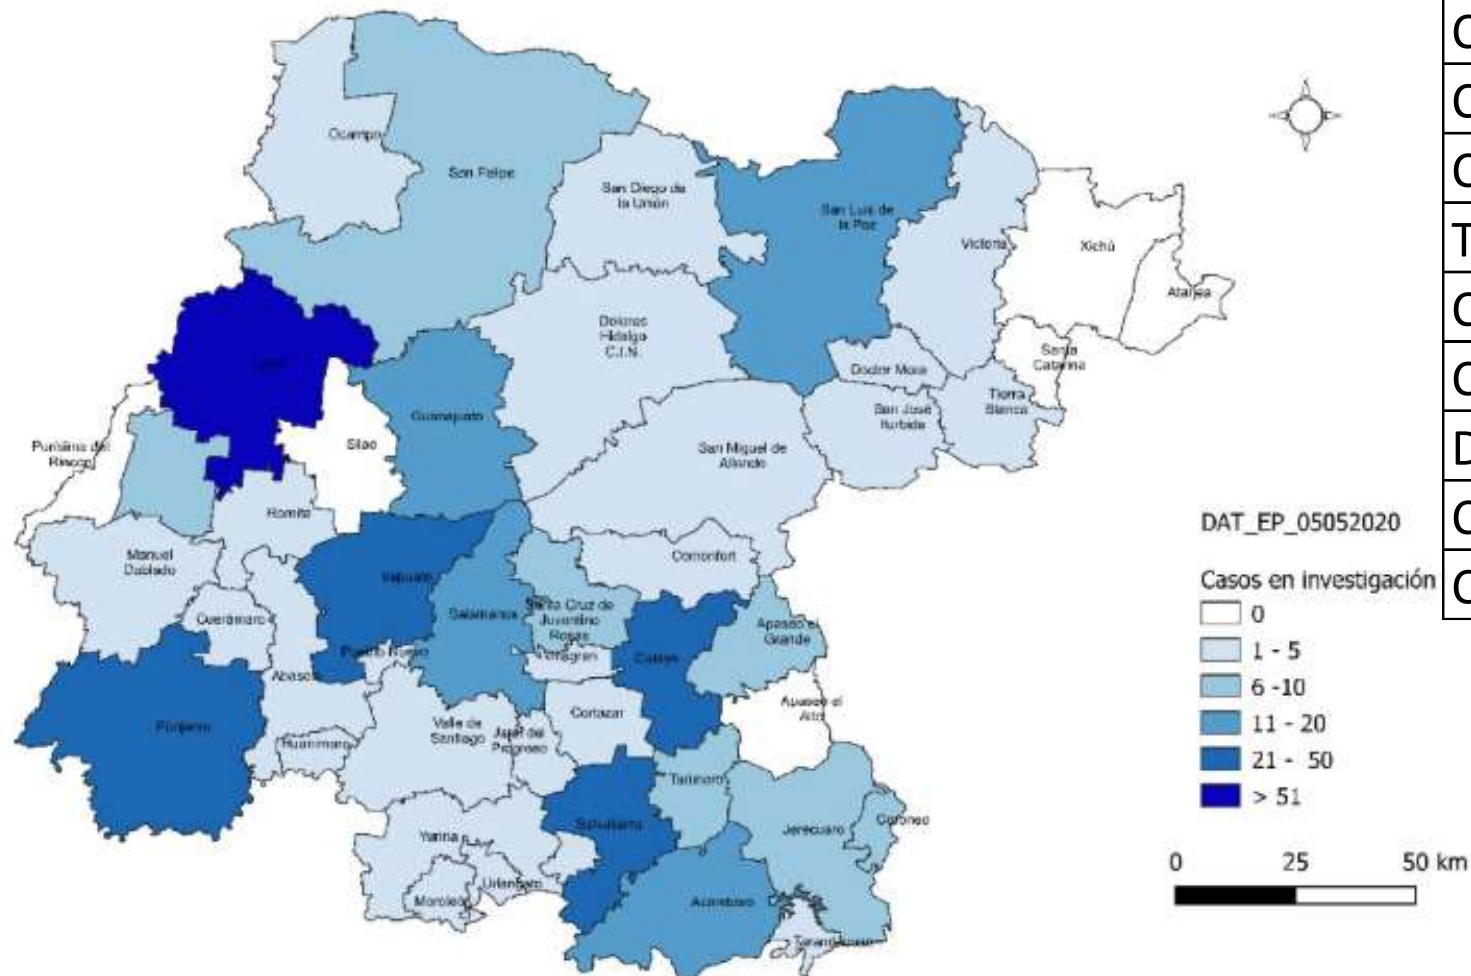 C
C
C
T
C
C
D
C
C
Ocampo
San Felipe
San Diego de
la Unión
San Luis de
la Paz
Victoria
Xichú
Atarjea
Dolores
Hidalgo
C.I.N.
Santa
Catarina
Doctor Mora
León
Tierra
Blanca
San José
Iturbide
Guanajuato
Silao
Purísima del
Rincón
San Miguel de
Allende
Romita
Manuel
Doblado
Comonfort
Irapuato
Salamanca
Santa Cruz de
Juventino
Rosas
Cuerámaro
Apaseo el
Grande
Pueblo Nuevo
Villagrán
Celaya
Abasolo
Apaseo el
Alto
Cortazar
Pénjamo
Valle de
Santiago
Jaral del
Progreso
Huanímaro
Tarimoro
Salvatierra
Jerécuaro
Coroneo
Yuriria
Uriangato
Moroleón
Acámbaro
Tarandacuao
DAT_EP_05052020
Casos en investigación
0
1 - 5
6 -10
11 - 20
21 - 50
> 51
0 25 50 km